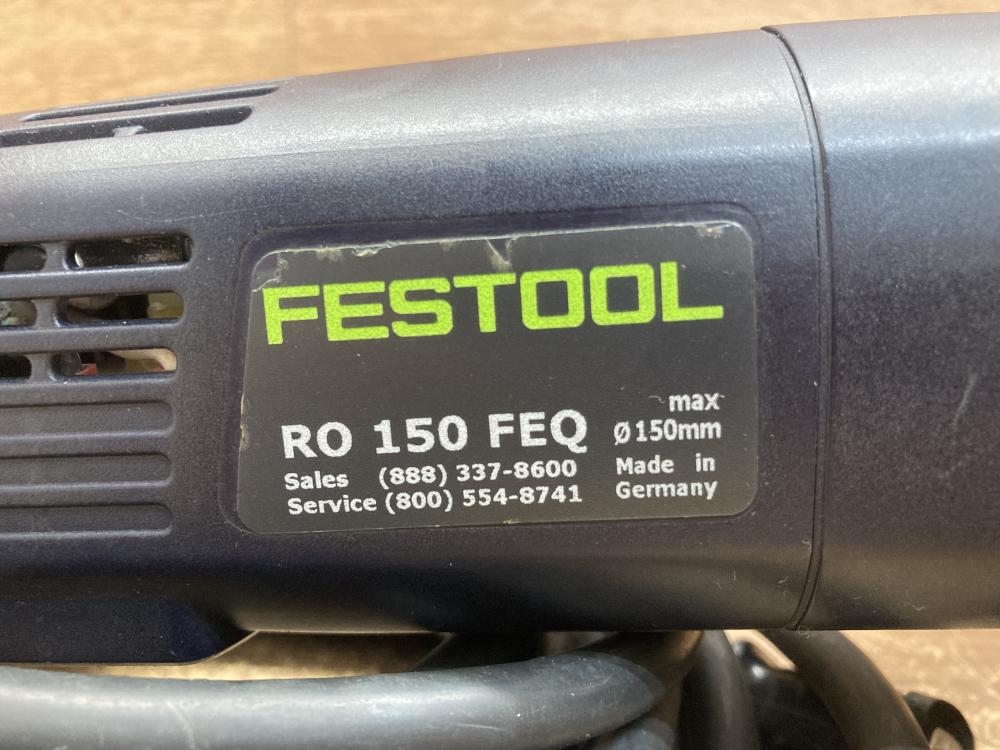 FESTOOL
RO 150 FEQ
Sales (888) 337-8600
Service (800) 554-8741
max
Ø150mm
Made in
Germany